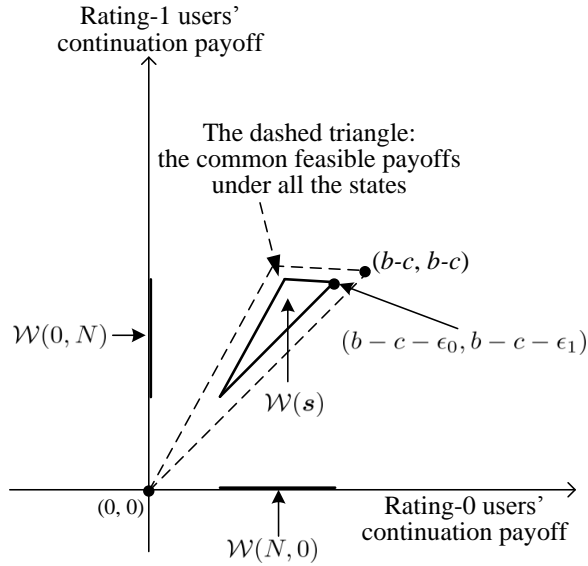 Rating-1 users'
continuation payoff
The dashed triangle:
the common feasible payoffs
under all the states
(b-c, b-c)
𝒲(0, N)
(b − c − ϵ₀, b − c − ϵ₁)
𝒲(𝒔)
(0, 0)
Rating-0 users'
continuation payoff
𝒲(N, 0)